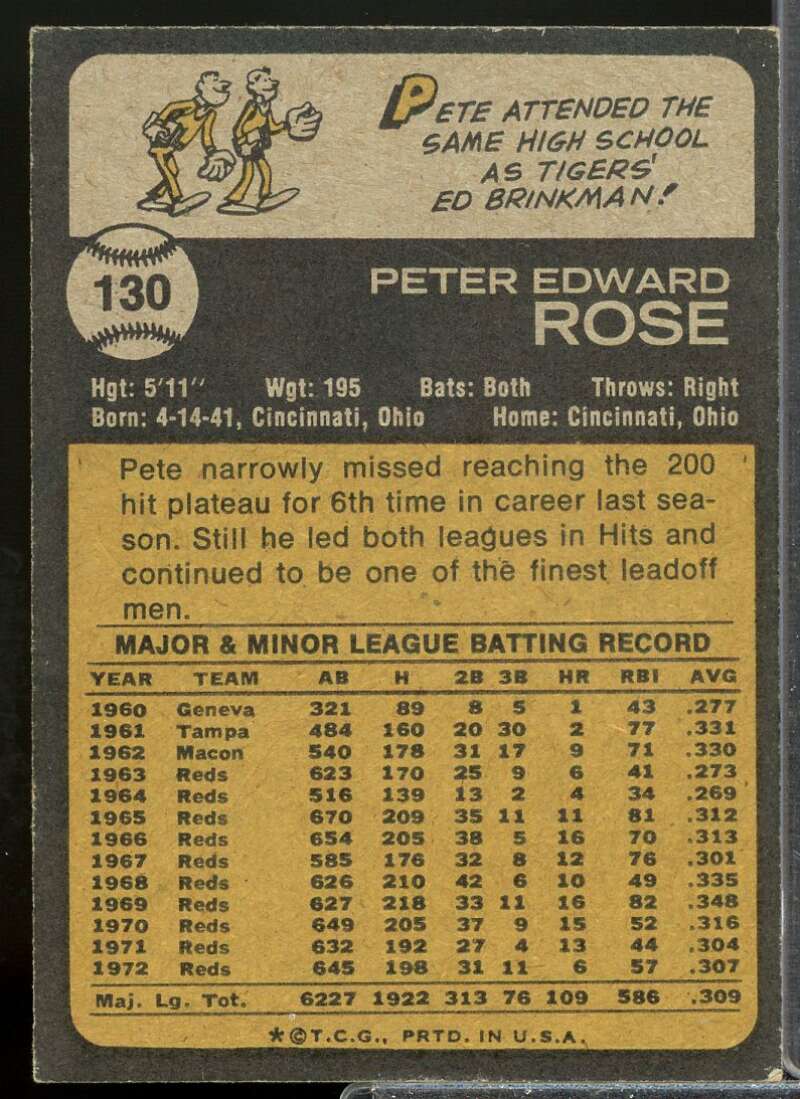 PETE ATTENDED THE
SAME HIGH SCHOOL
AS TIGERS'
ED BRINKMAN!
130
PETER EDWARD
ROSE
Hgt: 5'11" Wgt: 195 Bats: Both Throws: Right
Born: 4-14-41, Cincinnati, Ohio Home: Cincinnati, Ohio
Pete narrowly missed reaching the 200
hit plateau for 6th time in career last sea-
son. Still he led both leagues in Hits and
continued to be one of the finest leadoff
men.
MAJOR & MINOR LEAGUE BATTING RECORD
YEAR TEAM AB H 2B 3B HR RBI AVG
1960 Geneva 321 89 8 5 1 43 .277
1961 Tampa 484 160 20 30 2 77 .331
1962 Macon 540 178 31 17 9 71 .330
1963 Reds 623 170 25 9 6 41 .273
1964 Reds 516 139 13 2 4 34 .269
1965 Reds 670 209 35 11 11 81 .312
1966 Reds 654 205 38 5 16 70 .313
1967 Reds 585 176 32 8 12 76 .301
1968 Reds 626 210 42 6 10 49 .335
1969 Reds 627 218 33 11 16 82 .348
1970 Reds 649 205 37 9 15 52 .316
1971 Reds 632 192 27 4 13 44 .304
1972 Reds 645 198 31 11 6 57 .307
Maj. Lg. Tot. 6227 1922 313 76 109 586 .309
*©T.C.G., PRTD. IN U.S.A.